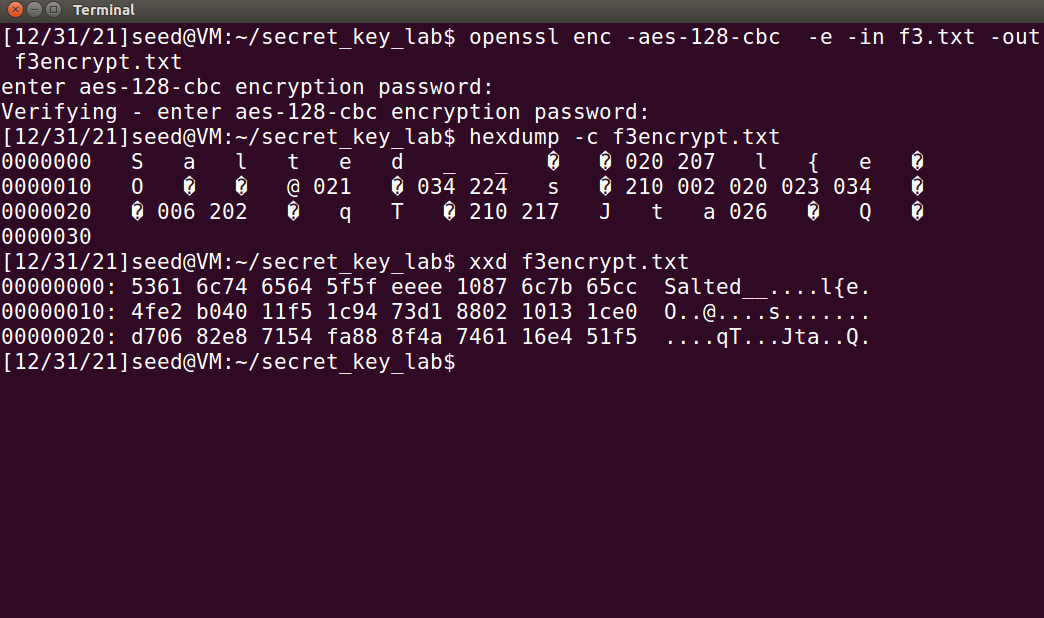 Terminal
[12/31/21]seed@VM:~/secret_key_lab$ openssl enc -aes-128-cbc  -e -in f3.txt -out
 f3encrypt.txt
enter aes-128-cbc encryption password:
Verifying - enter aes-128-cbc encryption password:
[12/31/21]seed@VM:~/secret_key_lab$ hexdump -c f3encrypt.txt
0000000   S   a   l   t   e   d   _   _   �   � 020 207   l   {   e   �
0000010   O   �   �   @ 021   � 034 224   s   � 210 002 020 023 034   �
0000020   � 006 202   �   q   T   � 210 217   J   t   a 026   �   Q   �
0000030
[12/31/21]seed@VM:~/secret_key_lab$ xxd f3encrypt.txt
00000000: 5361 6c74 6564 5f5f eeee 1087 6c7b 65cc  Salted__....l{e.
00000010: 4fe2 b040 11f5 1c94 73d1 8802 1013 1ce0  O..@....s.......
00000020: d706 82e8 7154 fa88 8f4a 7461 16e4 51f5  ....qT...Jta..Q.
[12/31/21]seed@VM:~/secret_key_lab$